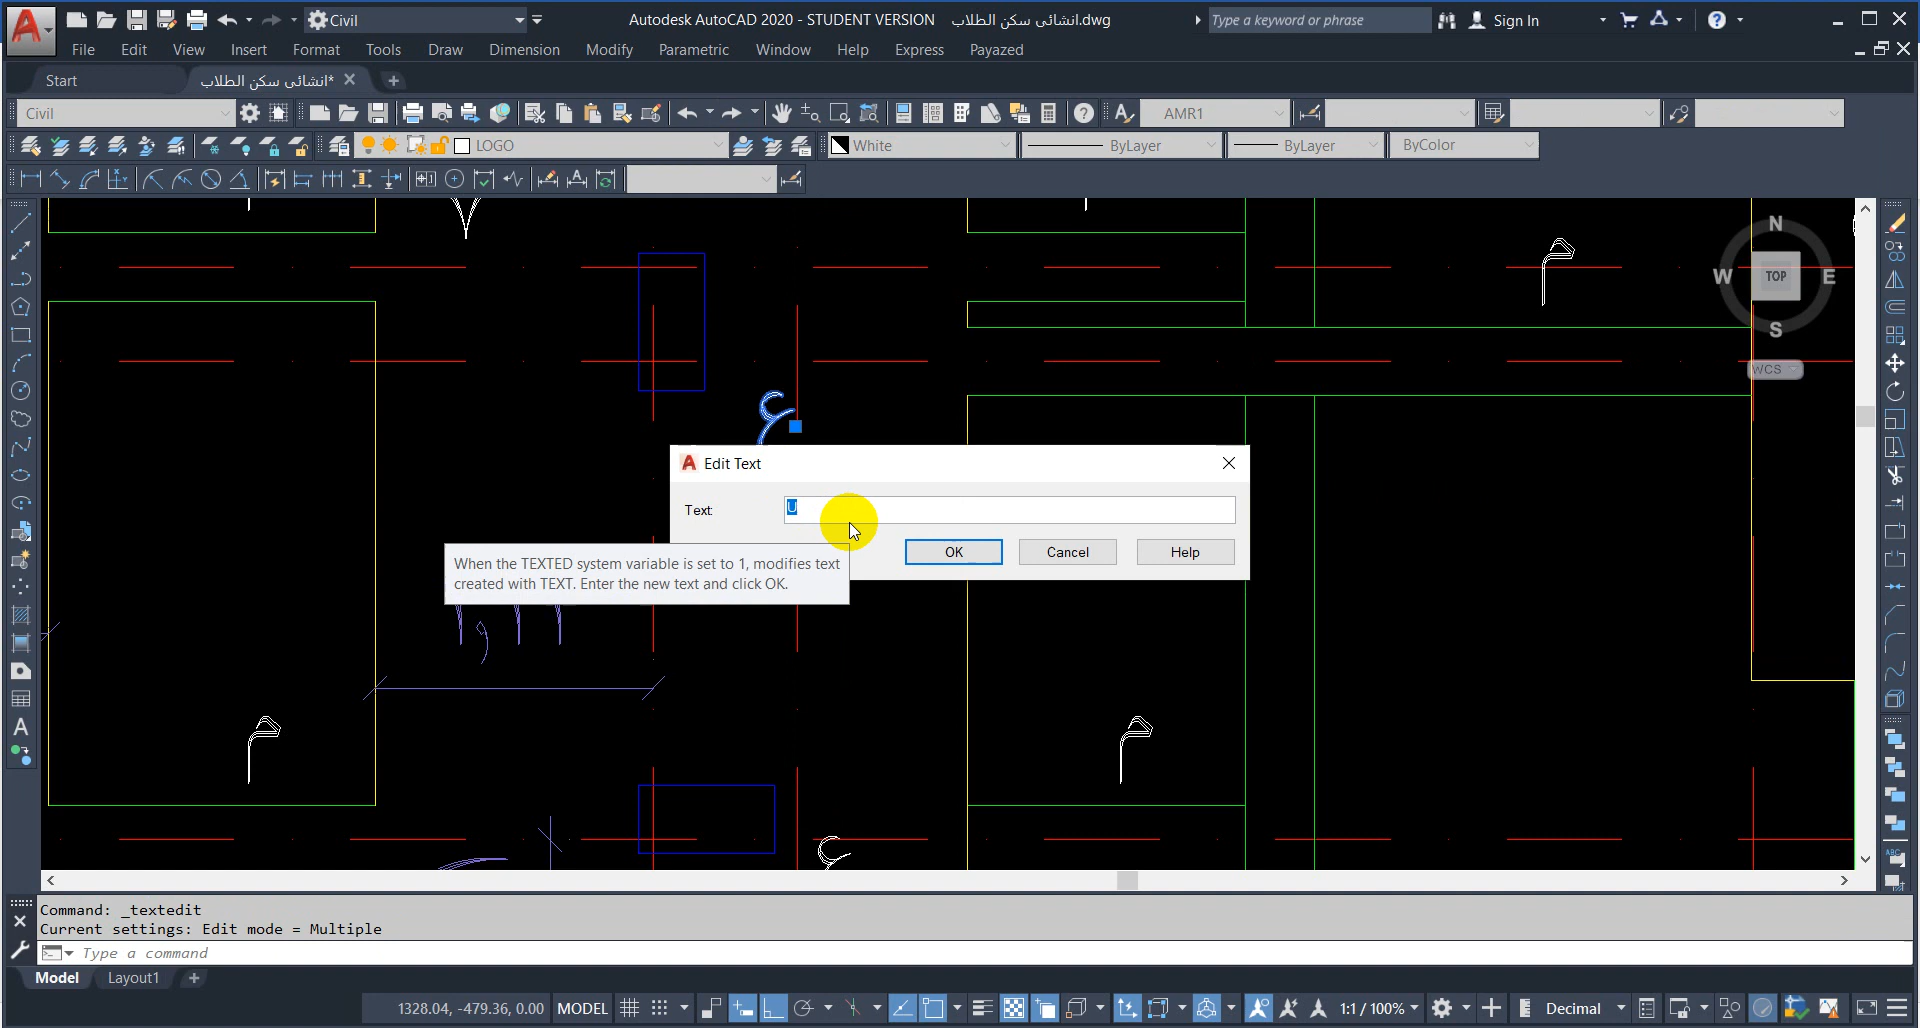 Civil
Autodesk AutoCAD 2020 - STUDENT VERSION انشائى سكن الطلاب.dwg
Type a keyword or phrase
Sign In
File Edit View Insert Format Tools Draw Dimension Modify Parametric Window Help Express Payazed
Start
انشائى سكن الطلاب*
Civil
AMR1
LOGO
White
ByLayer
ByLayer
ByColor
N
W TOP E
S
WCS
م
م
ع
Edit Text
Text
U
OK Cancel Help
When the TEXTED system variable is set to 1, modifies text
created with TEXT. Enter the new text and click OK.
١,١١
م
م
Command: _textedit
Current settings: Edit mode = Multiple
Type a command
Model Layout1
1328.04, -479.36, 0.00 MODEL
1:1 / 100%
Decimal